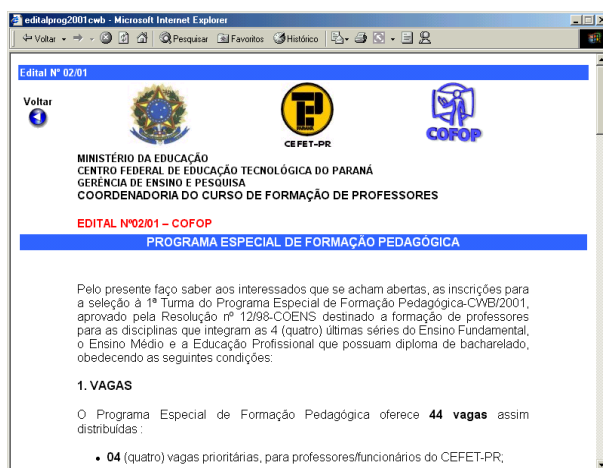 editalprog2001cwb - Microsoft Internet Explorer
Voltar Pesquisar Favoritos Histórico
Edital N° 02/01
Voltar
CEFET-PR
COFOP
MINISTÉRIO DA EDUCAÇÃO
CENTRO FEDERAL DE EDUCAÇÃO TECNOLÓGICA DO PARANÁ
GERÊNCIA DE ENSINO E PESQUISA
COORDENADORIA DO CURSO DE FORMAÇÃO DE PROFESSORES
EDITAL Nº02/01 – COFOP
PROGRAMA ESPECIAL DE FORMAÇÃO PEDAGÓGICA
Pelo presente faço saber aos interessados que se acham abertas, as inscrições para
a seleção à 1ª Turma do Programa Especial de Formação Pedagógica-CWB/2001,
aprovado pela Resolução nº 12/98-COENS destinado a formação de professores
para as disciplinas que integram as 4 (quatro) últimas séries do Ensino Fundamental,
o Ensino Médio e a Educação Profissional que possuam diploma de bacharelado,
obedecendo as seguintes condições:
1. VAGAS
O Programa Especial de Formação Pedagógica oferece 44 vagas assim
distribuídas :
• 04 (quatro) vagas prioritárias, para professores/funcionários do CEFET-PR;